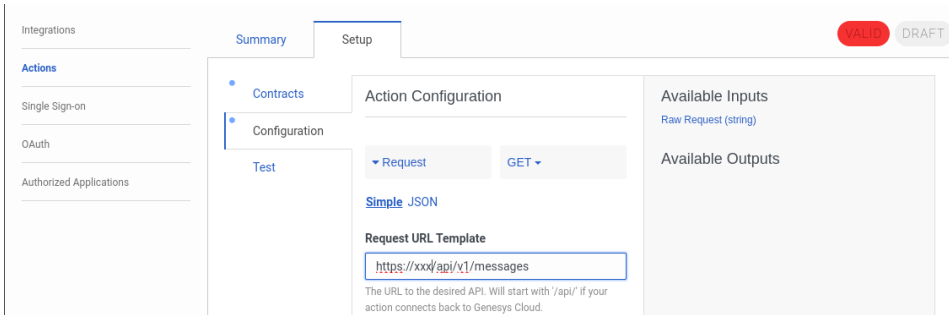 Integrations
Actions
Single Sign-on
OAuth
Authorized Applications
Summary
Setup
VALID
DRAFT
Contracts
Configuration
Test
Action Configuration
Request
GET
Simple JSON
Request URL Template
https://xxx/api/v1/messages
The URL to the desired API. Will start with '/api/' if your
action connects back to Genesys Cloud.
Available Inputs
Raw Request (string)
Available Outputs